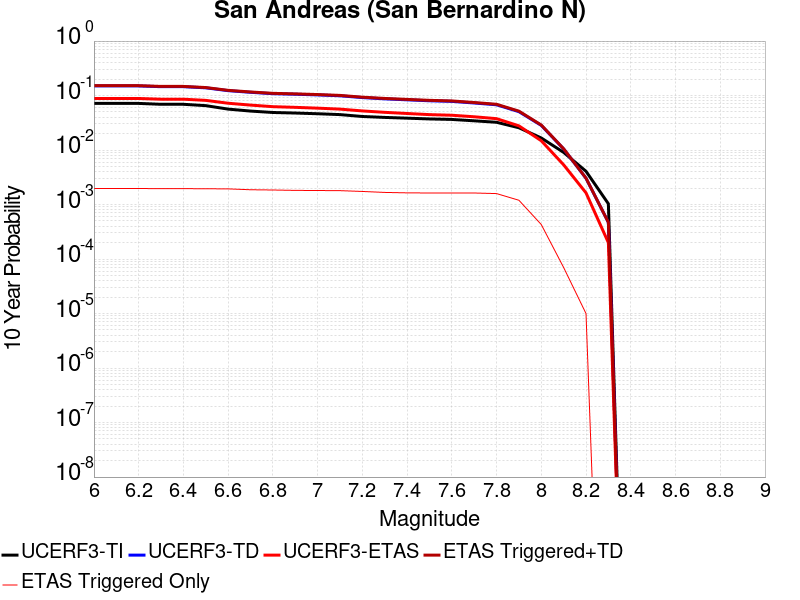 San Andreas (San Bernardino N)
10^0
10^-1
10^-2
10^-3
10^-4
10^-5
10^-6
10^-7
10^-8
10 Year Probability
6 6.2 6.4 6.6 6.8 7 7.2 7.4 7.6 7.8 8 8.2 8.4 8.6 8.8 9
Magnitude
UCERF3-TI UCERF3-TD UCERF3-ETAS ETAS Triggered+TD
ETAS Triggered Only